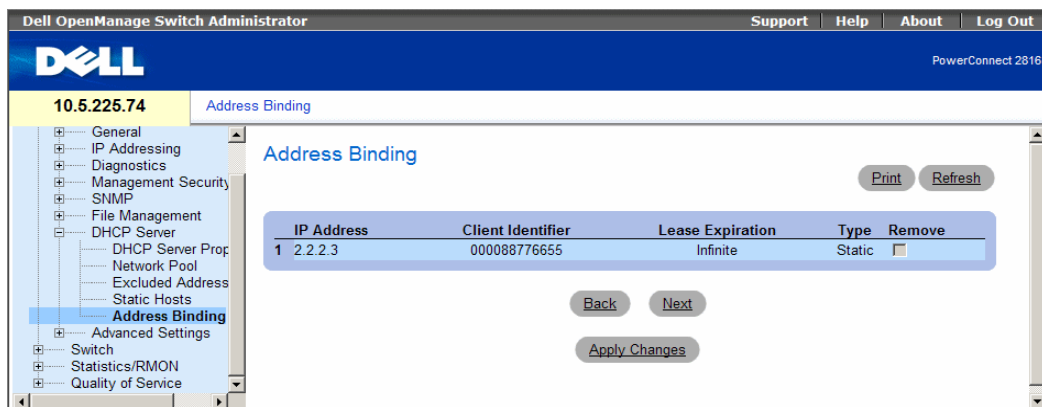 Dell OpenManage Switch Administrator
Support Help About Log Out
DELL
PowerConnect 2816
10.5.225.74
Address Binding
General
IP Addressing
Diagnostics
Management Security
SNMP
File Management
DHCP Server
DHCP Server Prop
Network Pool
Excluded Address
Static Hosts
Address Binding
Advanced Settings
Switch
Statistics/RMON
Quality of Service
Address Binding
Print Refresh
IP Address Client Identifier Lease Expiration Type Remove
1 2.2.2.3 000088776655 Infinite Static
Back Next
Apply Changes